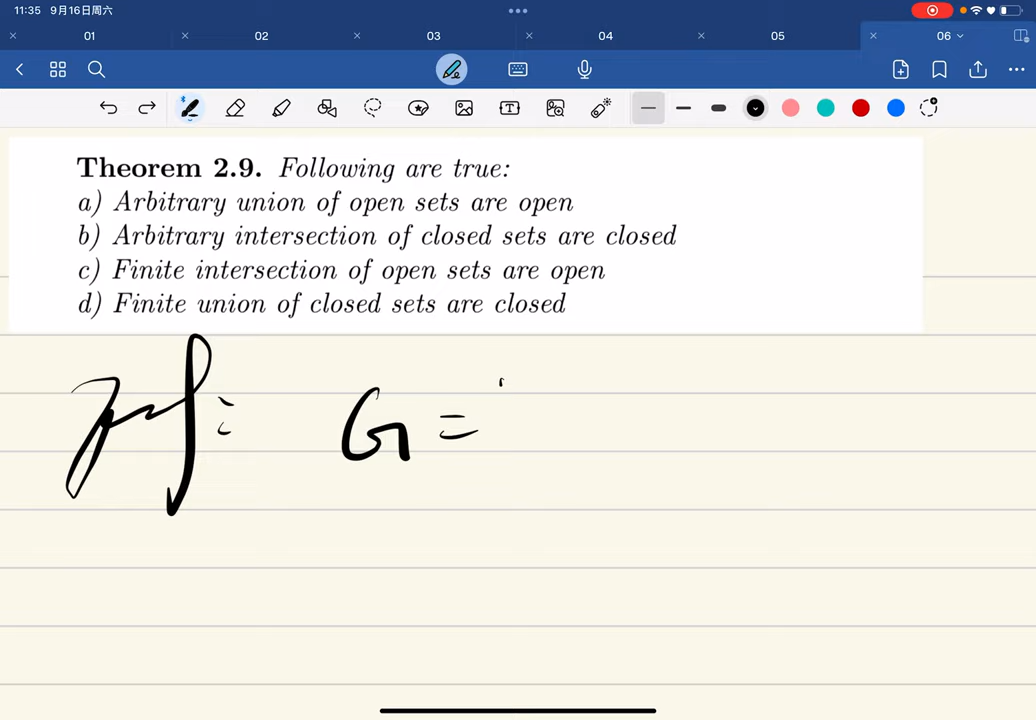 11:35 9月16日周六
01 02 03 04 05 06
Theorem 2.9. Following are true:
a) Arbitrary union of open sets are open
b) Arbitrary intersection of closed sets are closed
c) Finite intersection of open sets are open
d) Finite union of closed sets are closed
Proof: G =